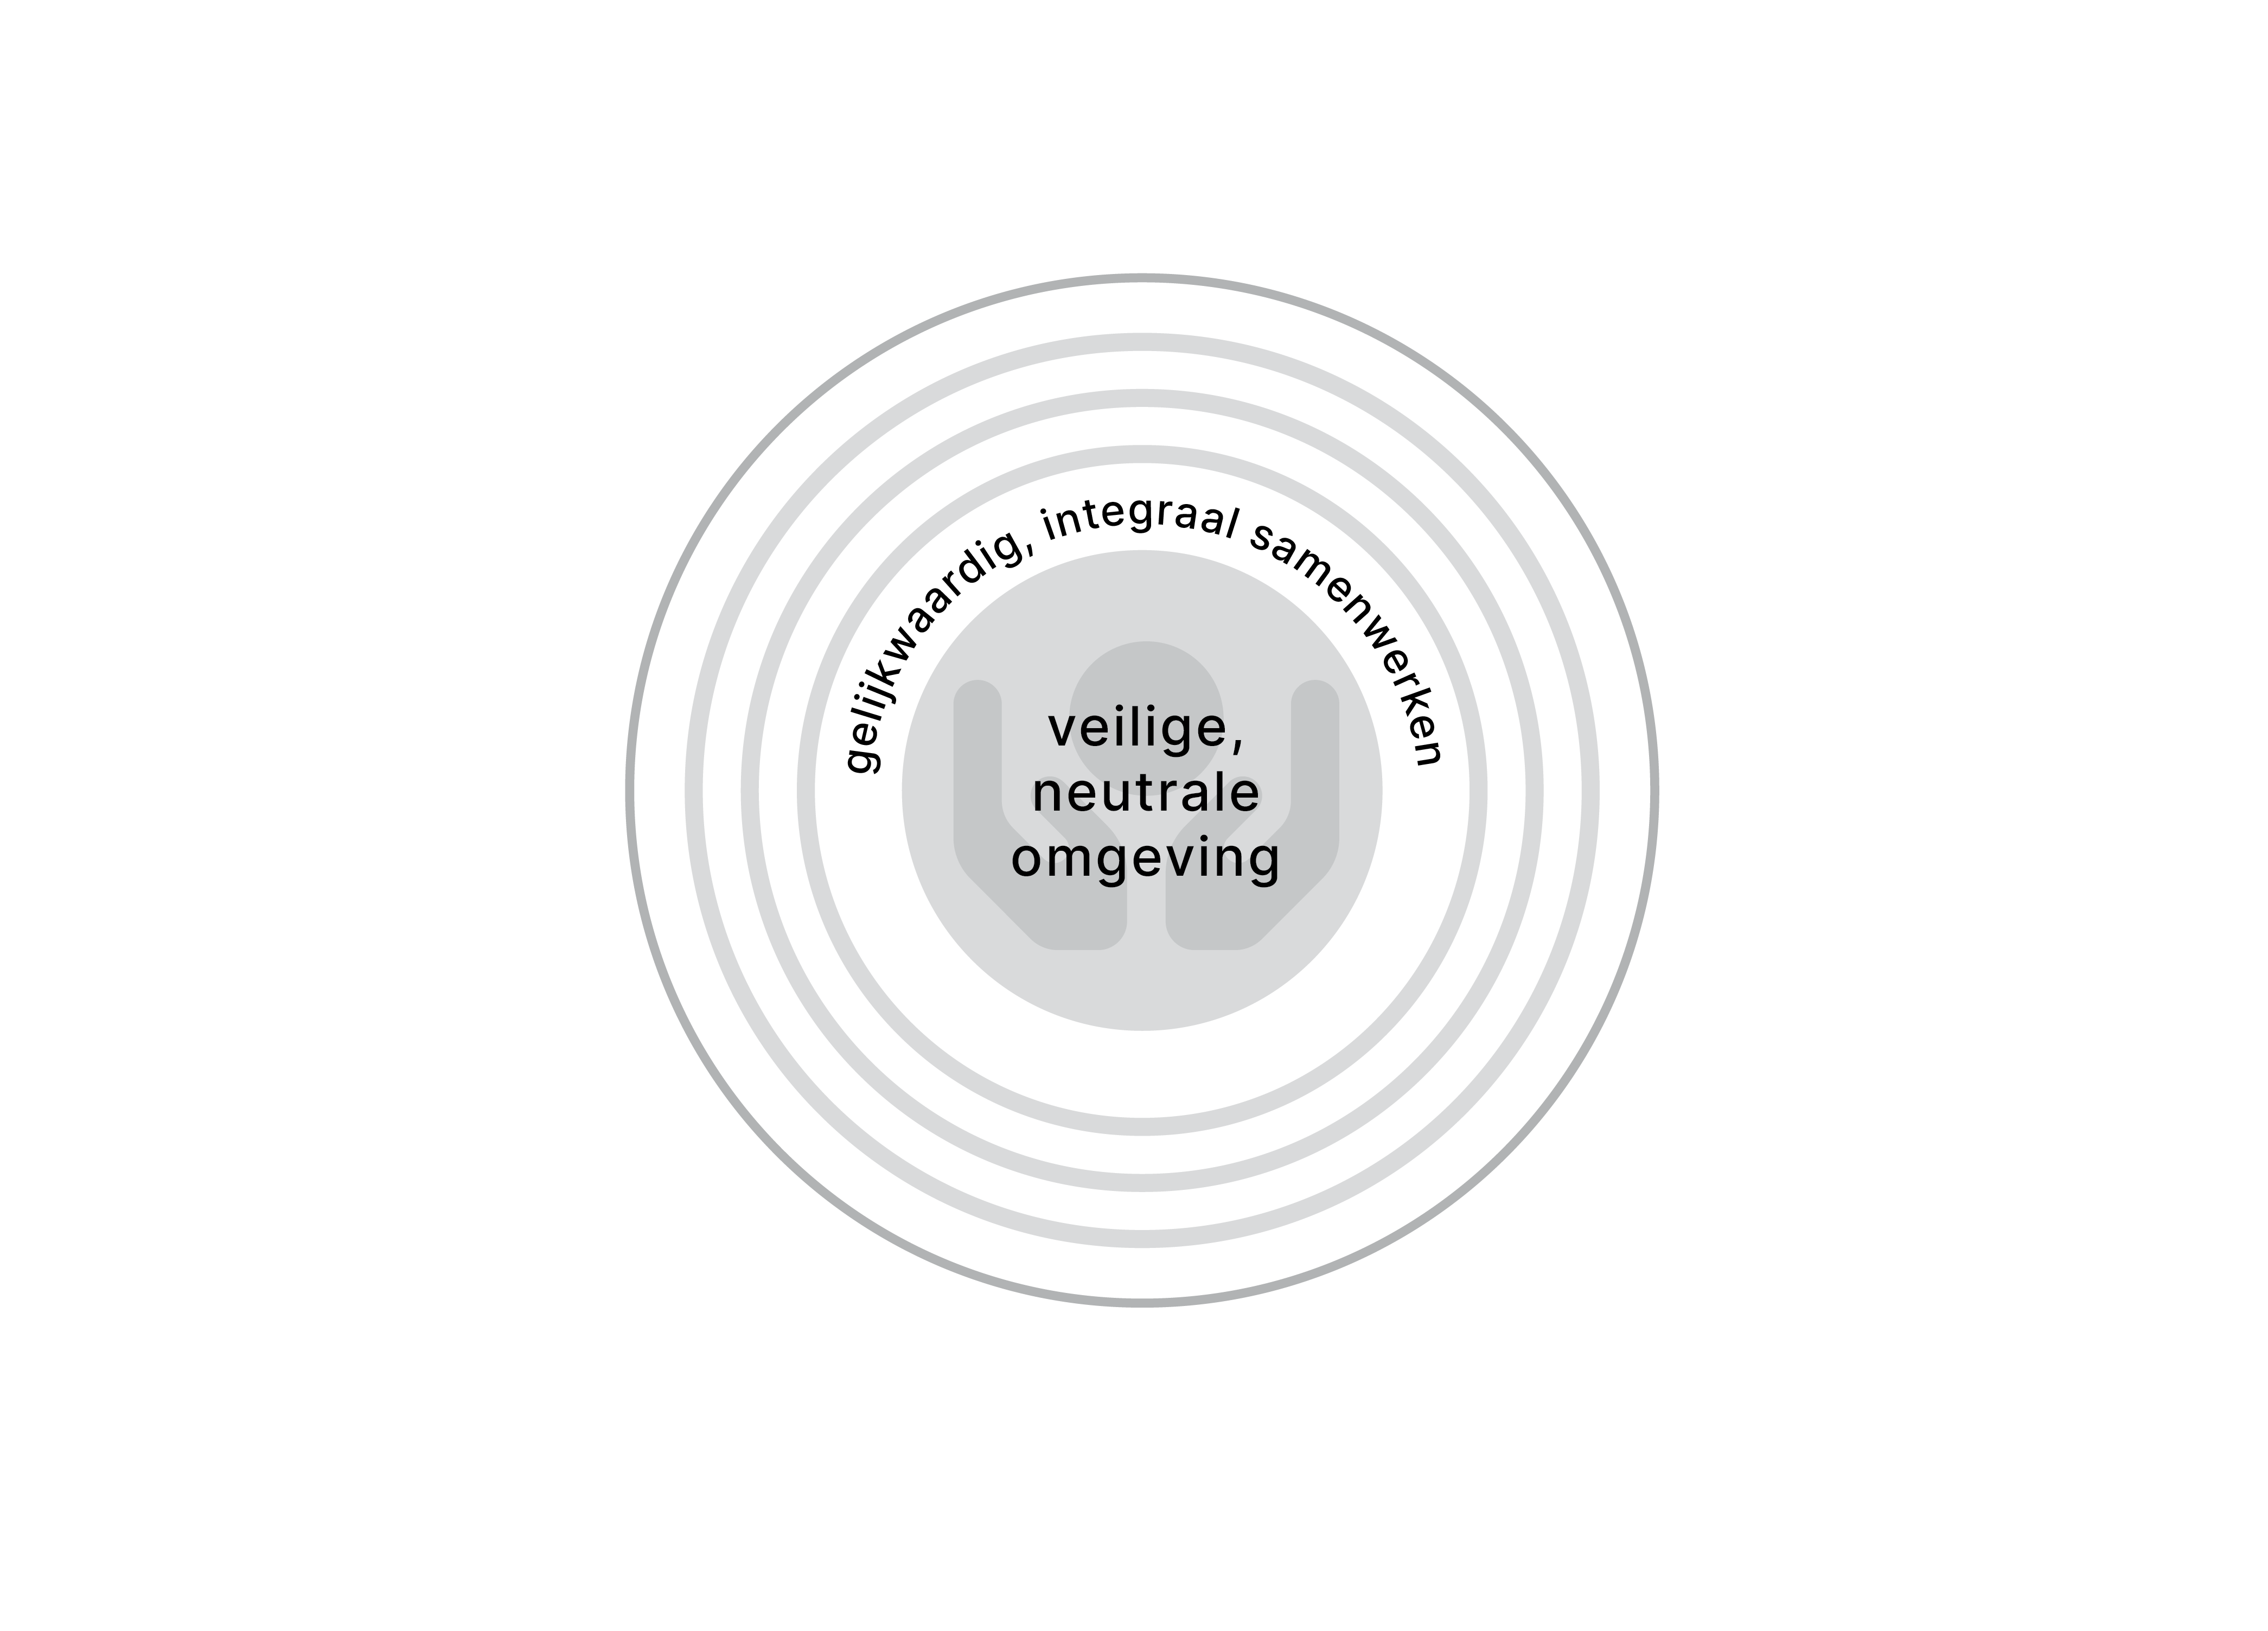 gelijkwaardig, integraal samenwerken
veilige,
neutrale
omgeving